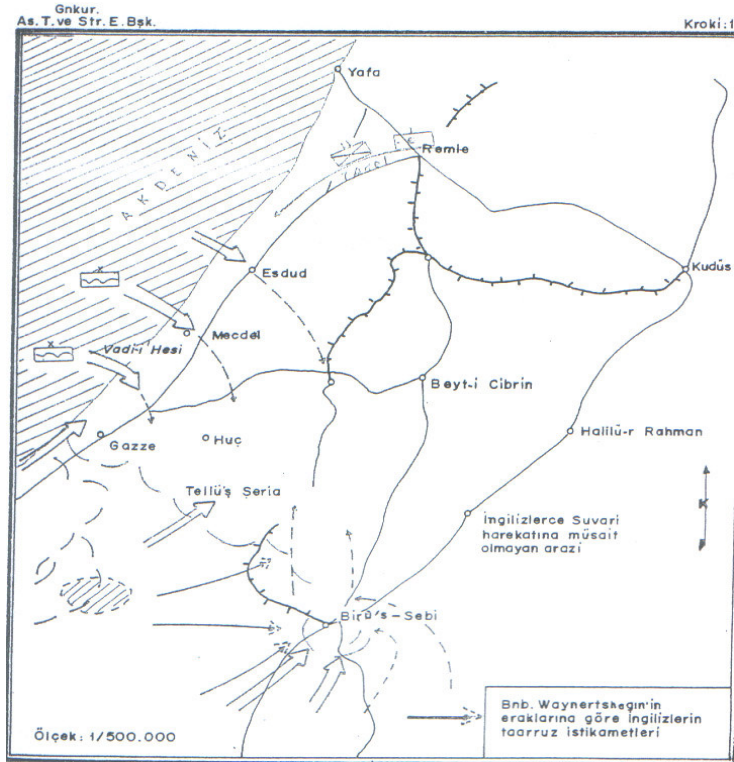 Gnkur.
As. T. ve Str. E. Bşk.
Kroki: 1
Yafa
Remle
AKDENİZ
Esdud
Kudüs
Mecdel
Vadi-i Hesi
Beyt-i Cibrin
Gazze
Huç
Halilü-r Rahman
Tellü'ş Şeria
K
İngilizlerce Suvari
harekatına müsait
olmayan arazi
Birü's-Sebi
Bnb. Waynertshegin'in
eraklarına göre İngilizlerin
taarruz istikametleri
Ölçek: 1/500.000